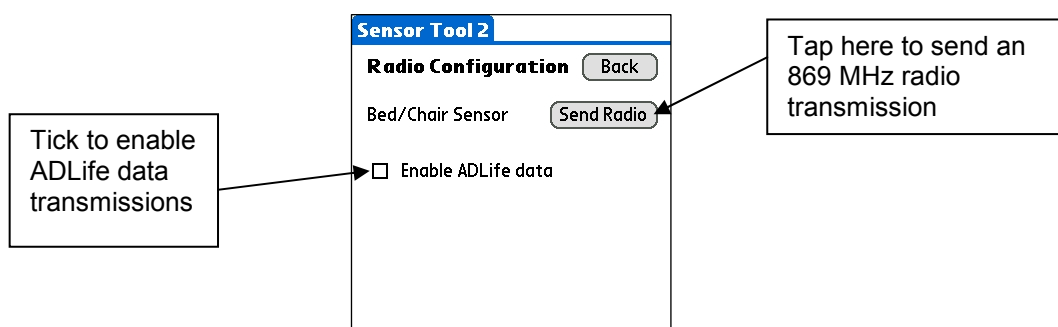 Sensor Tool 2
Radio Configuration Back
Bed/Chair Sensor Send Radio
Enable ADLife data
Tick to enable
ADLife data
transmissions
Tap here to send an
869 MHz radio
transmission